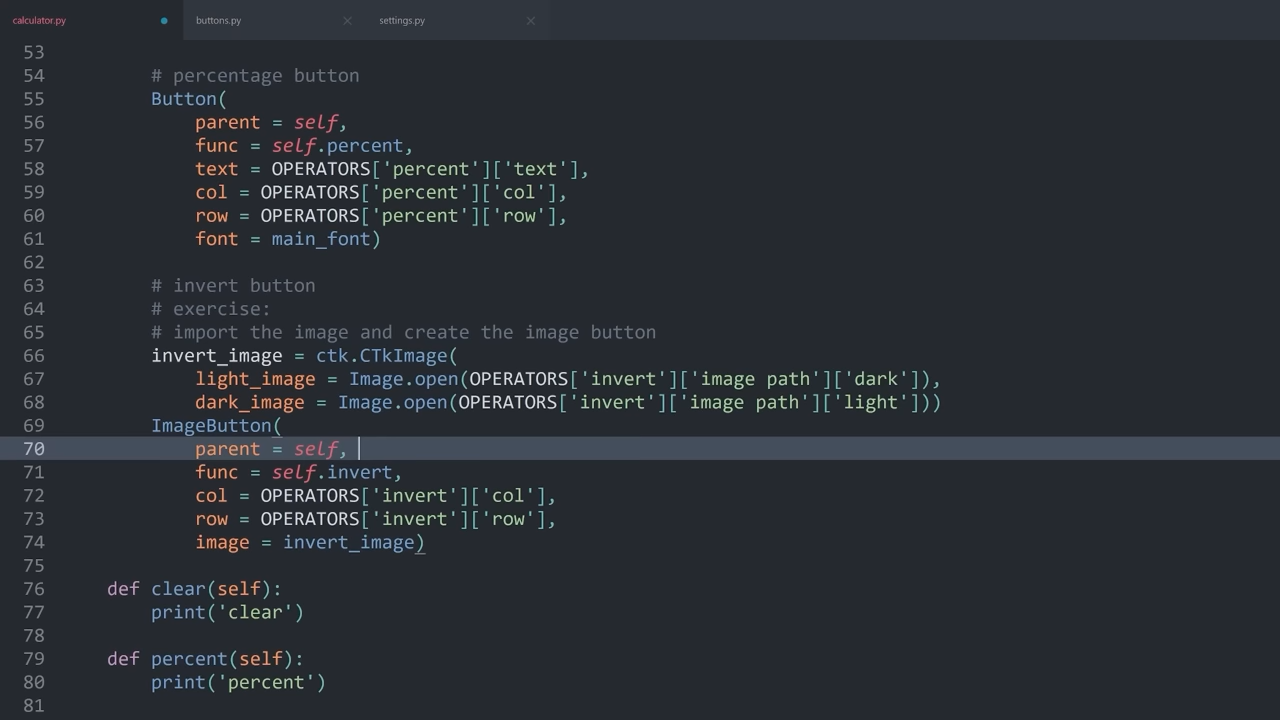 calculator.py buttons.py settings.py
53
54 # percentage button
55 Button(
56 parent = self,
57 func = self.percent,
58 text = OPERATORS['percent']['text'],
59 col = OPERATORS['percent']['col'],
60 row = OPERATORS['percent']['row'],
61 font = main_font)
62
63 # invert button
64 # exercise:
65 # import the image and create the image button
66 invert_image = ctk.CTkImage(
67 light_image = Image.open(OPERATORS['invert']['image path']['dark']),
68 dark_image = Image.open(OPERATORS['invert']['image path']['light']))
69 ImageButton(
70 parent = self,
71 func = self.invert,
72 col = OPERATORS['invert']['col'],
73 row = OPERATORS['invert']['row'],
74 image = invert_image)
75
76 def clear(self):
77 print('clear')
78
79 def percent(self):
80 print('percent')
81